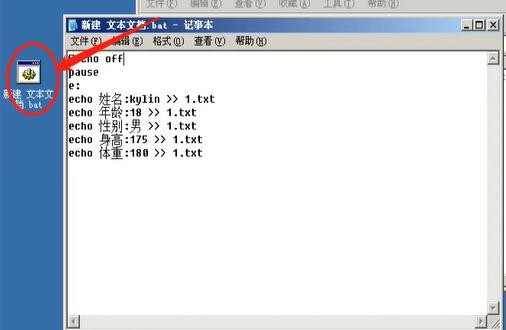 文件(F) 编辑(E) 查看(V) 收藏(A) 工具(T) 帮助(H)
新建 文本文档.bat - 记事本
文件(F) 编辑(E) 格式(O) 查看(V) 帮助(H)
@echo off
pause
e:
echo 姓名:kylin >> 1.txt
echo 年龄:18 >> 1.txt
echo 性别:男 >> 1.txt
echo 身高:175 >> 1.txt
echo 体重:180 >> 1.txt
新建 文本文
档.bat